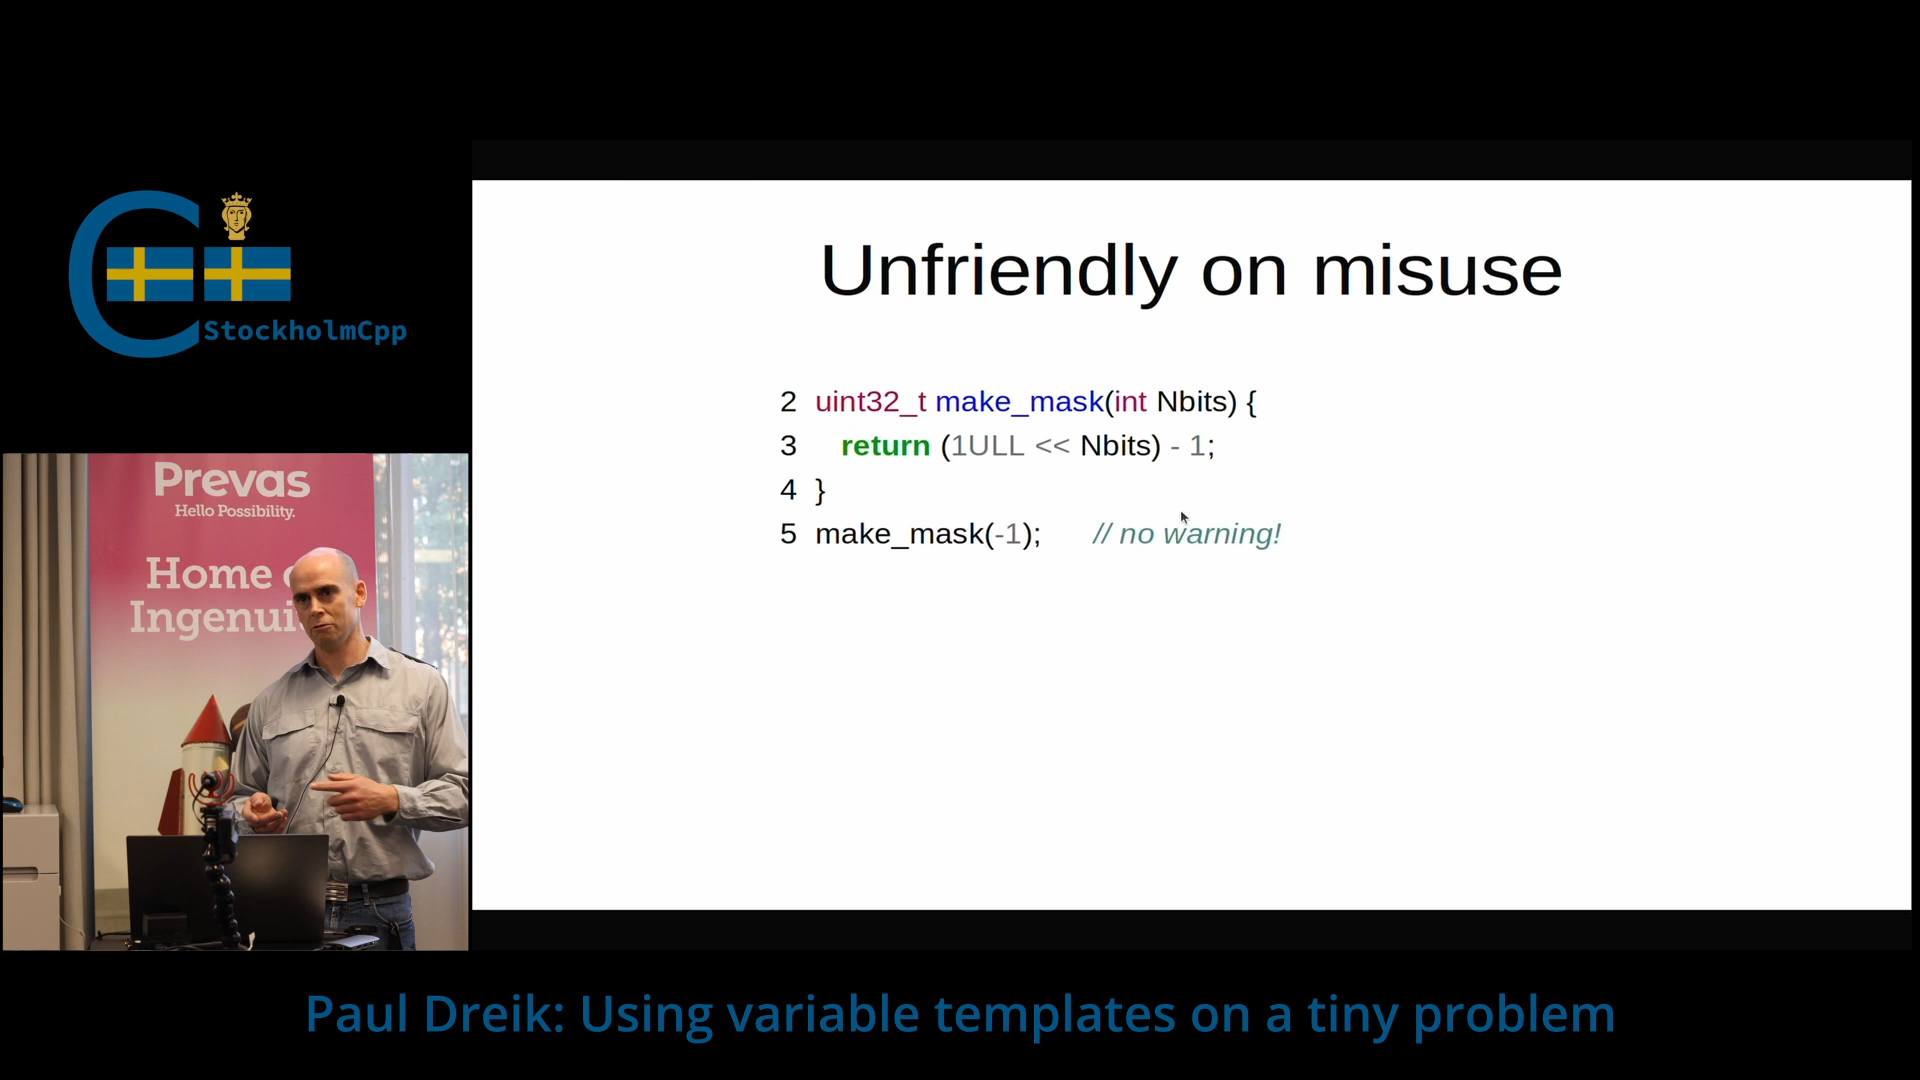 StockholmCpp
Unfriendly on misuse
2 uint32_t make_mask(int Nbits) {
3 return (1ULL << Nbits) - 1;
4 }
5 make_mask(-1); // no warning!
Prevas
Hello Possibility.
Home
Ingenui
Paul Dreik: Using variable templates on a tiny problem